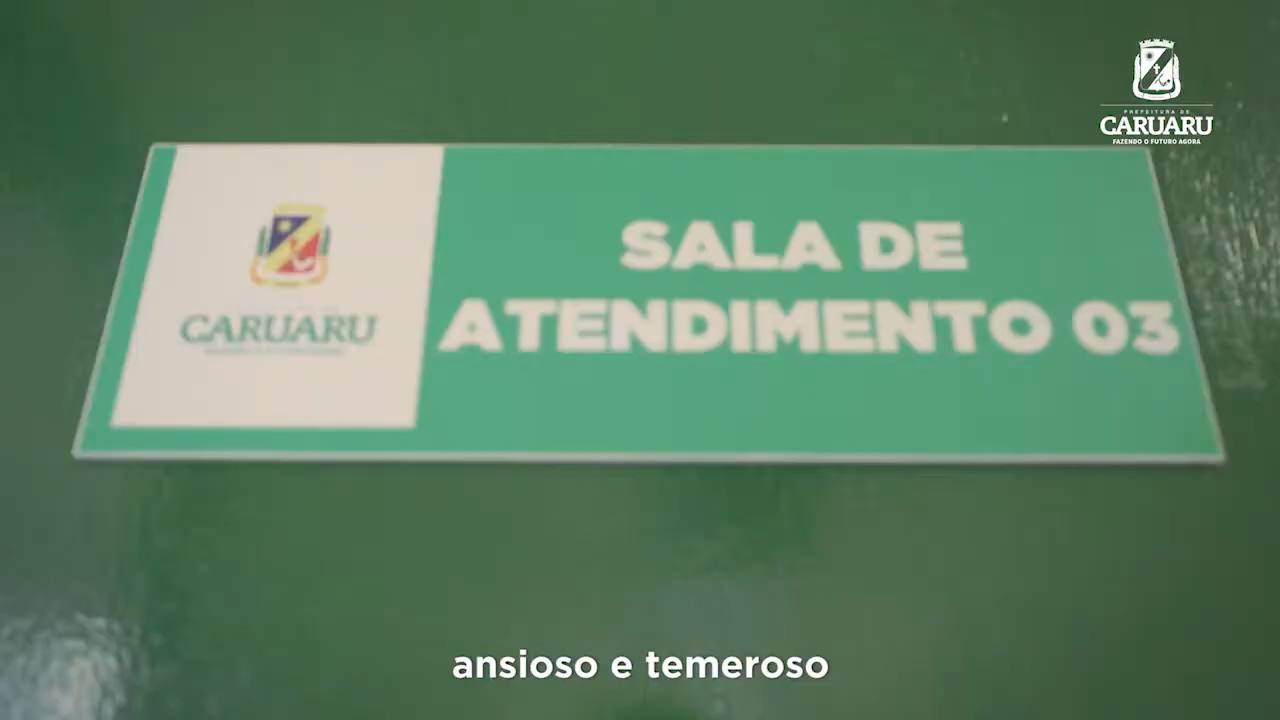 PREFEITURA DE
CARUARU
FAZENDO O FUTURO AGORA
SALA DE
ATENDIMENTO 03
CARUARU
ansioso e temeroso